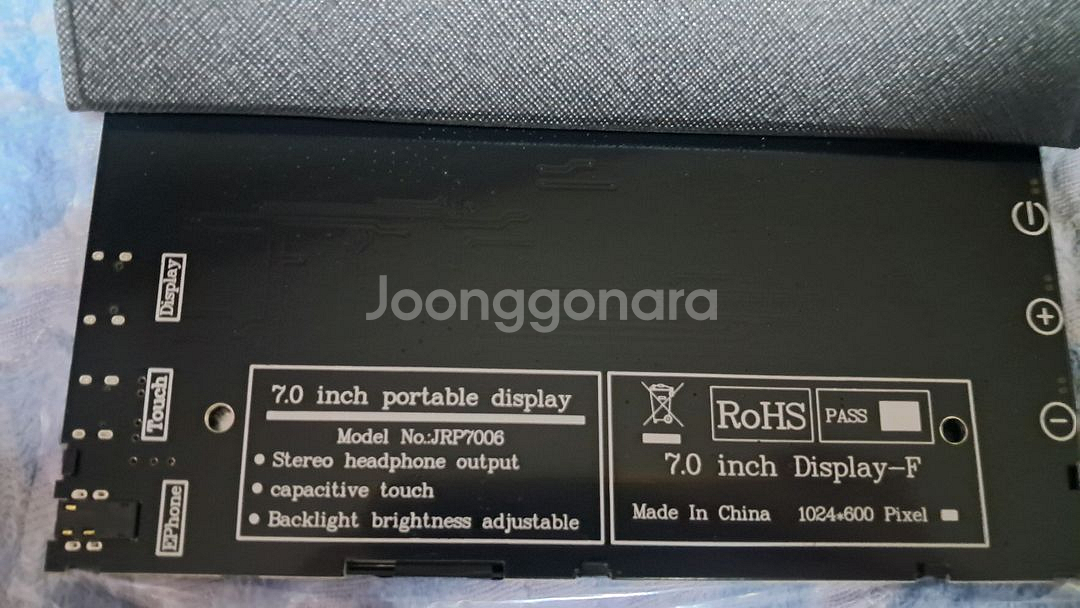 Display
Touch
EPhone
Joonggonara
7.0 inch portable display
Model No.:JRP7006
Stereo headphone output
capacitive touch
Backlight brightness adjustable
RoHS
PASS
7.0 inch Display-F
Made In China 1024*600 Pixel